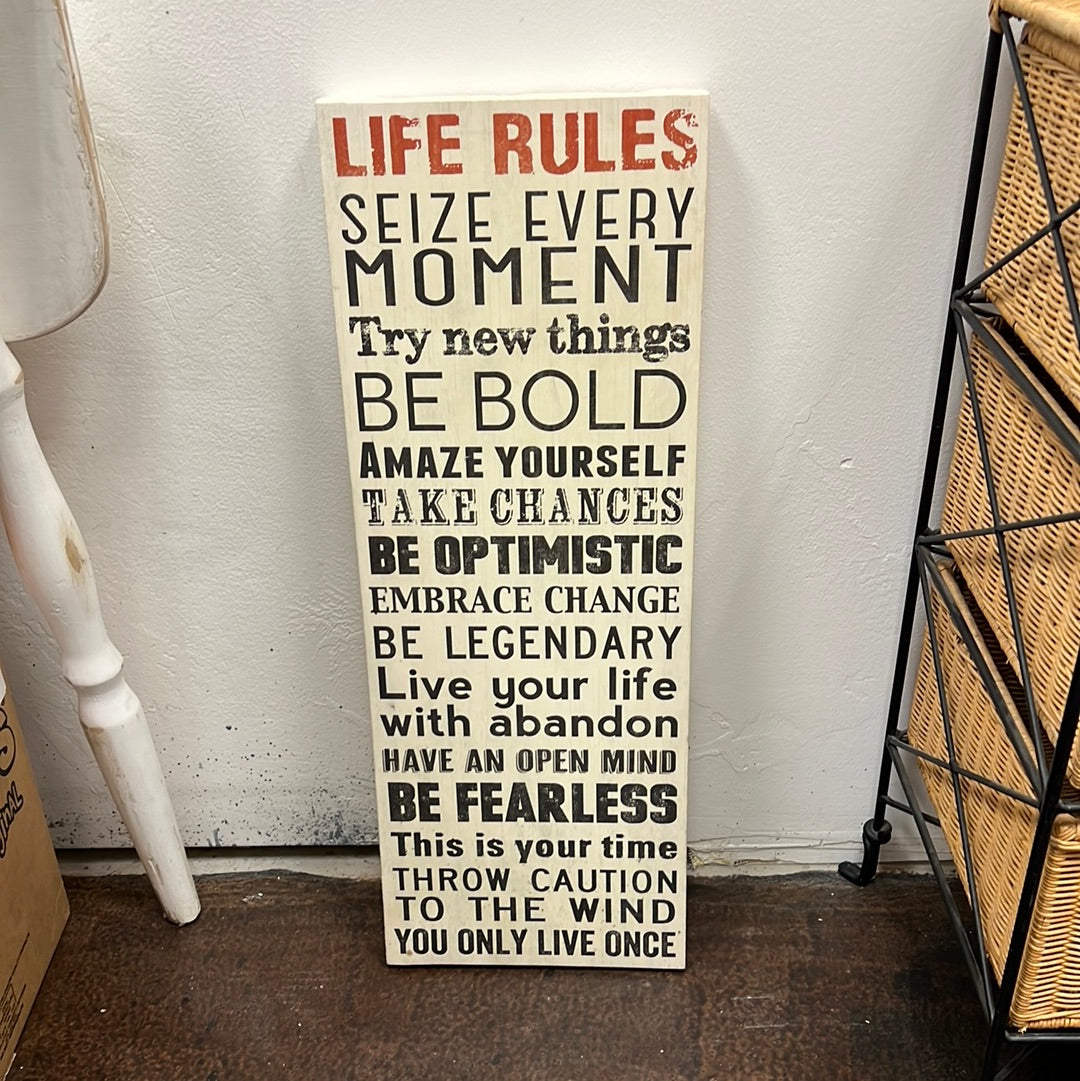 LIFE RULES
SEIZE EVERY
MOMENT
Try new things
BE BOLD
AMAZE YOURSELF
TAKE CHANCES
BE OPTIMISTIC
EMBRACE CHANGE
BE LEGENDARY
Live your life
with abandon
HAVE AN OPEN MIND
BE FEARLESS
This is your time
THROW CAUTION
TO THE WIND
YOU ONLY LIVE ONCE